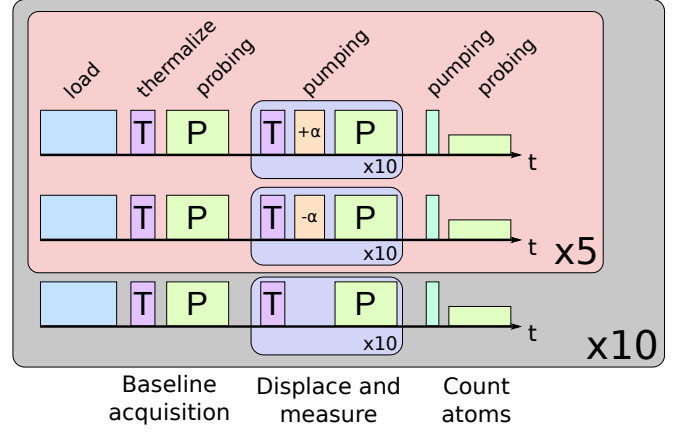 load
thermalize
probing
pumping
pumping
probing
T P T +α P
x10
t
T P T -α P
x10
t
x5
T P T P
x10
t
x10
Baseline
acquisition
Displace and
measure
Count
atoms